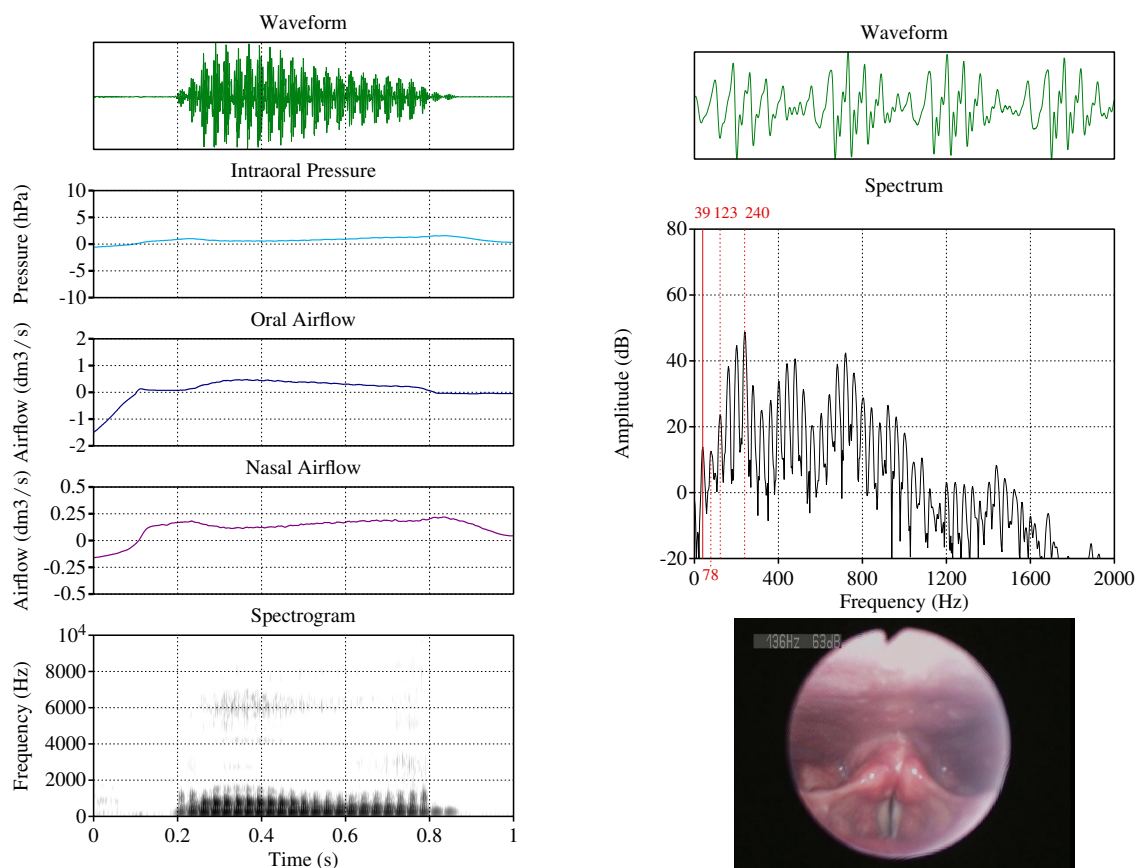 Waveform
Intraoral Pressure
Pressure (hPa)
10
5
0
-5
-10
Oral Airflow
Airflow (dm3 / s)
2
1
0
-1
-2
Nasal Airflow
Airflow (dm3 / s)
0.5
0.25
0
-0.25
-0.5
Spectrogram
Frequency (Hz)
10^4
8000
6000
4000
2000
0
0 0.2 0.4 0.6 0.8 1
Time (s)
Waveform
Spectrum
39 123 240
Amplitude (dB)
80
60
40
20
0
-20
78
0 400 800 1200 1600 2000
Frequency (Hz)
136Hz 63dB